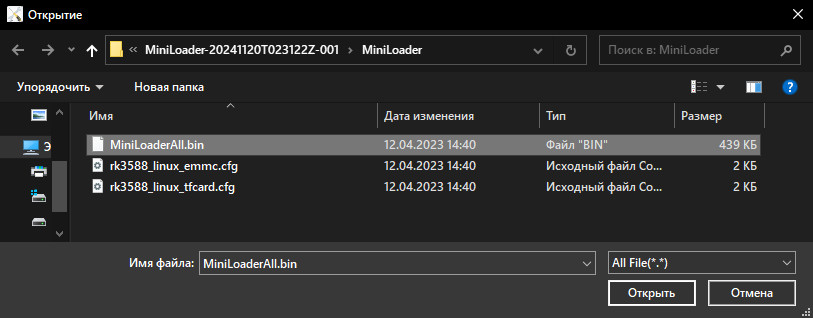 Открытие
« MiniLoader-20241120T023122Z-001 › MiniLoader
Поиск в: MiniLoader
Упорядочить
Новая папка
Имя Дата изменения Тип Размер
MiniLoaderAll.bin 12.04.2023 14:40 Файл "BIN" 439 КБ
rk3588_linux_emmc.cfg 12.04.2023 14:40 Исходный файл Co... 2 КБ
rk3588_linux_tfcard.cfg 12.04.2023 14:40 Исходный файл Co... 2 КБ
Э
Имя файла: MiniLoaderAll.bin
All File(*.*)
Открыть
Отмена